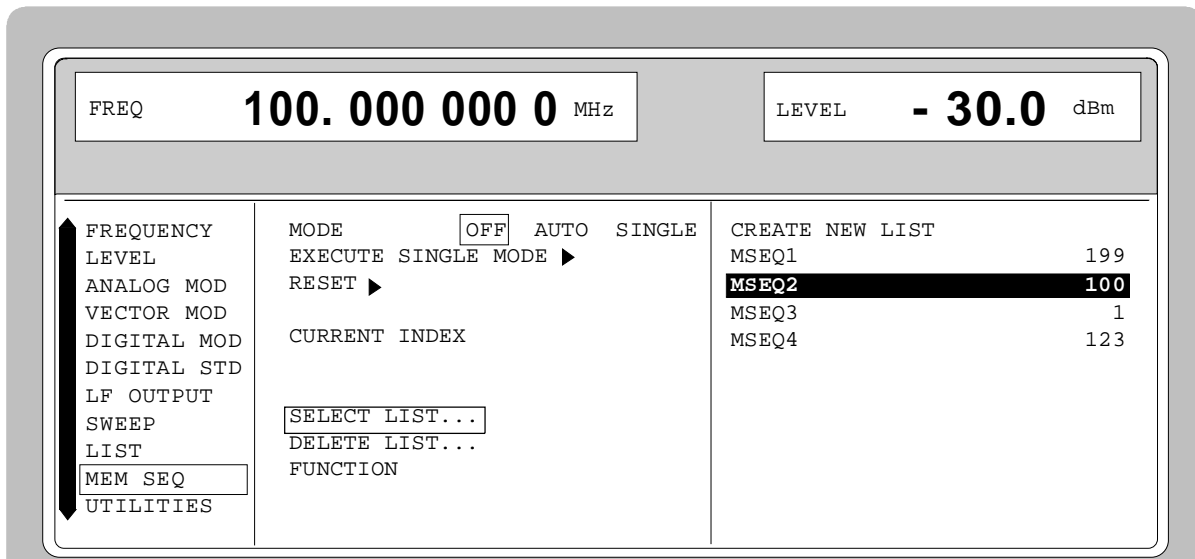 FREQ 100. 000 000 0 MHz
LEVEL - 30.0 dBm
FREQUENCY
LEVEL
ANALOG MOD
VECTOR MOD
DIGITAL MOD
DIGITAL STD
LF OUTPUT
SWEEP
LIST
MEM SEQ
UTILITIES
MODE OFF AUTO SINGLE
EXECUTE SINGLE MODE
RESET
CURRENT INDEX
SELECT LIST...
DELETE LIST...
FUNCTION
CREATE NEW LIST
MSEQ1 199
MSEQ2 100
MSEQ3 1
MSEQ4 123